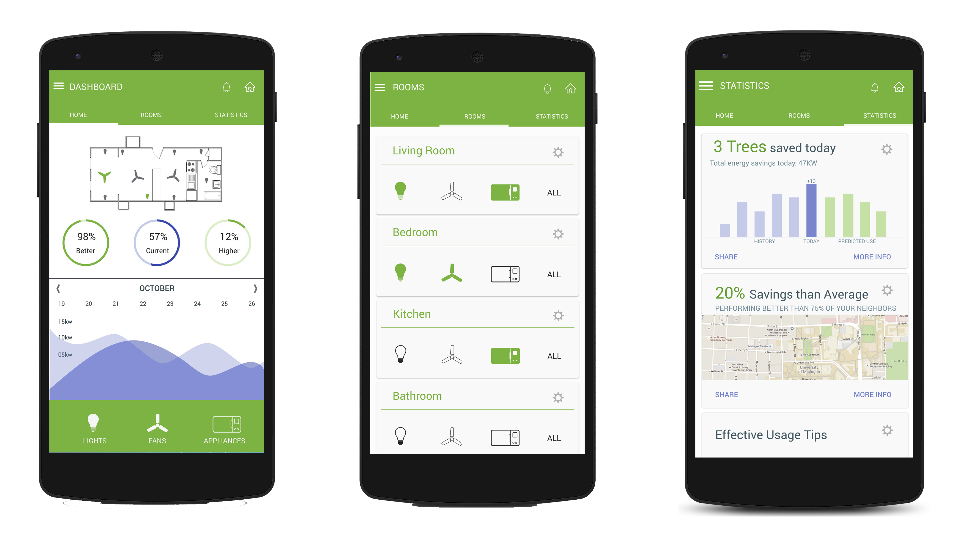 DASHBOARD
HOME ROOMS STATISTICS
98% 57% 12%
Better Current Higher
OCTOBER
19 20 21 22 23 24 25 26
15kw
10kw
05kw
LIGHTS FANS APPLIANCES
ROOMS
HOME ROOMS STATISTICS
Living Room
ALL
Bedroom
ALL
Kitchen
ALL
Bathroom
ALL
STATISTICS
HOME ROOMS STATISTICS
3 Trees saved today
Total energy savings today: 47KW
+10
HISTORY TODAY PREDICTED USE
SHARE MORE INFO
20% Savings than Average
PERFORMING BETTER THAN 75% OF YOUR NEIGHBORS
SHARE MORE INFO
Effective Usage Tips